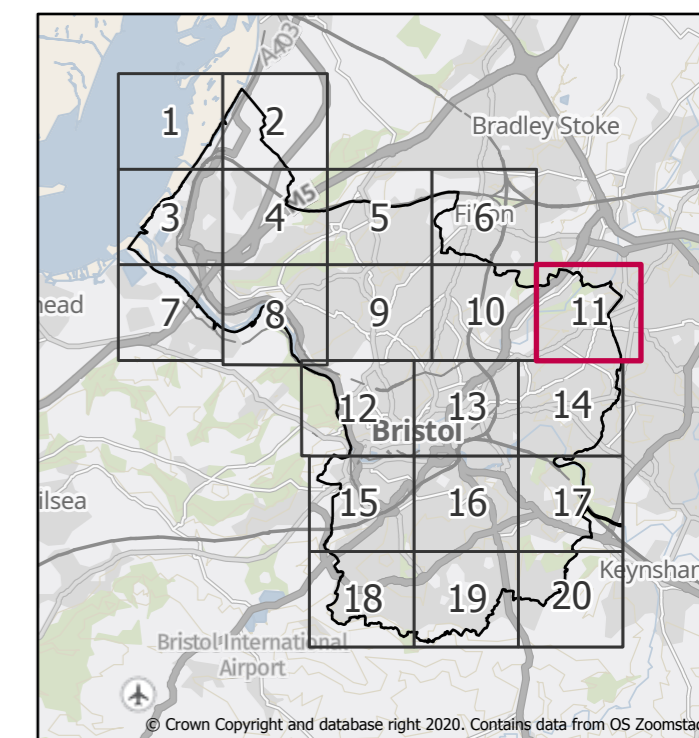 A403
1
2
Bradley Stoke
M5
3
4
5
6
Filton
ead
7
8
9
10
11
12
13
14
Bristol
ilsea
15
16
17
Keynshar
18
19
20
Bristol International
Airport
© Crown Copyright and database right 2020. Contains data from OS Zoomstac